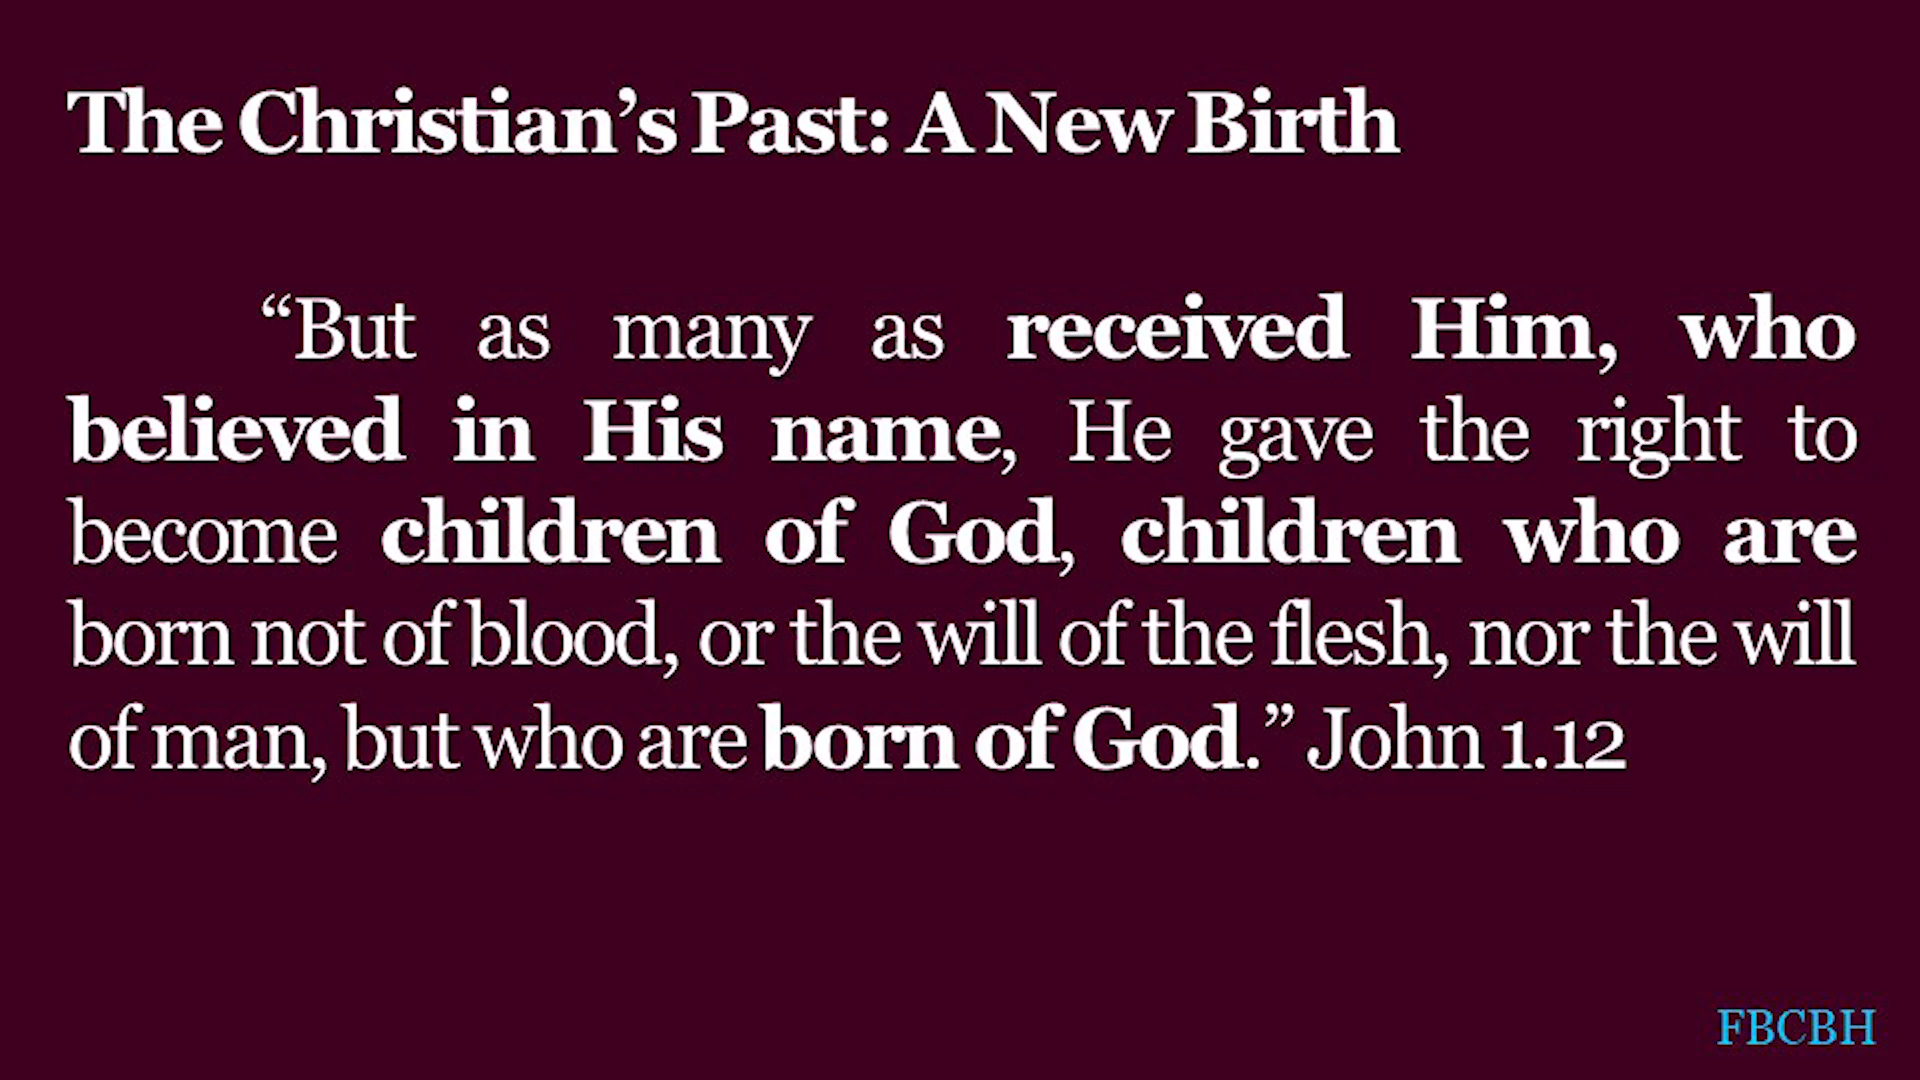 The Christian’s Past: A New Birth
“But as many as received Him, who
believed in His name, He gave the right to
become children of God, children who are
born not of blood, or the will of the flesh, nor the will
of man, but who are born of God.” John 1.12
FBCBH